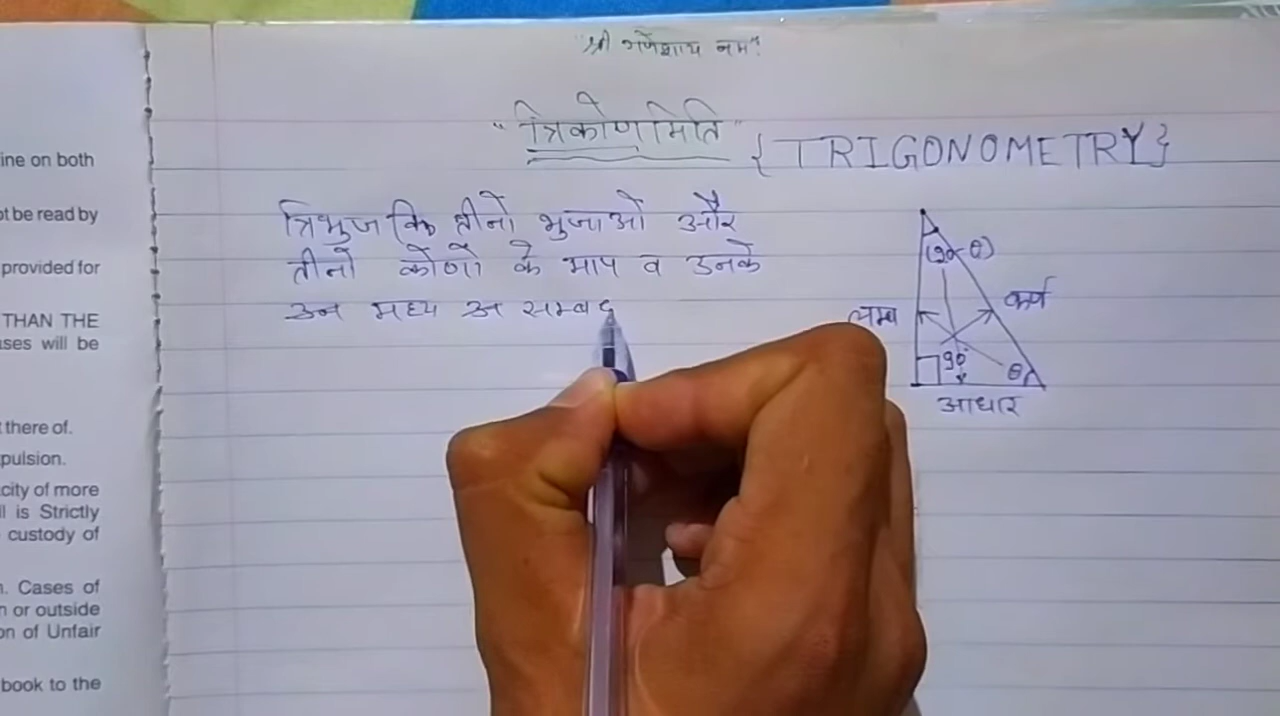 ine on both
ot be read by
provided for
THAN THE
ases will be
t there of.
pulsion.
city of more
ll is Strictly
custody of
n. Cases of
n or outside
on of Unfair
book to the
"श्री गणेशाय नमः"
"त्रिकोणमिति" {TRIGONOMETRY}
त्रिभुज कि तीनों भुजाओं और
तीनों कोंणों के माप व उनके
उन मध्य अ सम्बद
(90-θ)
लम्ब
कर्ण
90°
θ
आधार